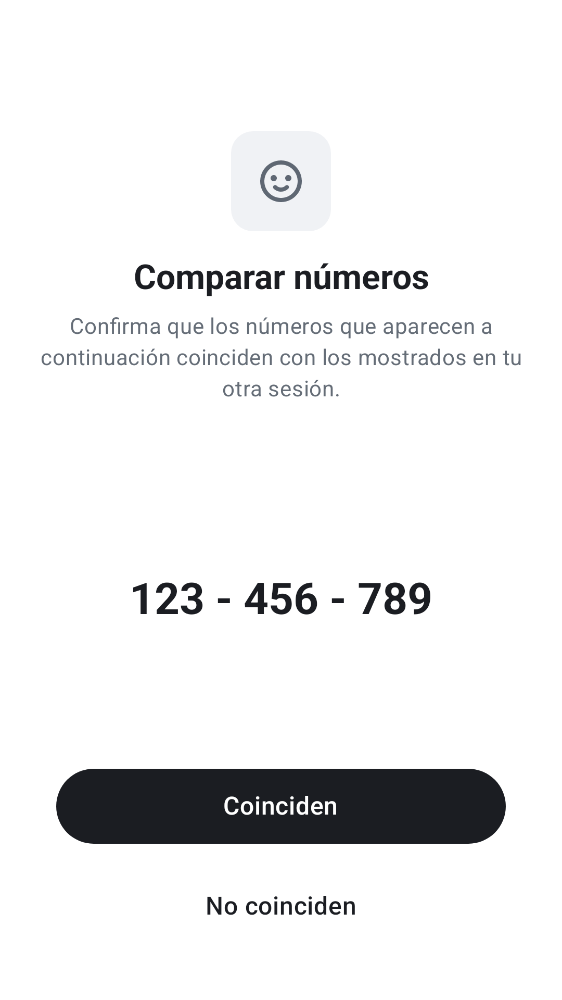 Comparar números
Confirma que los números que aparecen a
continuación coinciden con los mostrados en tu
otra sesión.
123 - 456 - 789
Coinciden
No coinciden